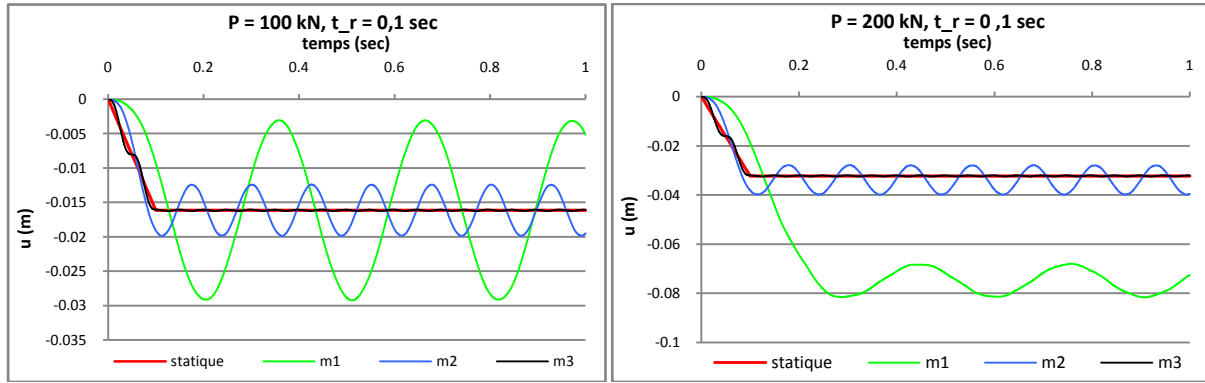 P = 100 kN, t_r = 0,1 sec
temps (sec)
0 0.2 0.4 0.6 0.8 1
0
-0.005
-0.01
-0.015
-0.02
-0.025
-0.03
-0.035
u (m)
statique m1 m2 m3
P = 200 kN, t_r = 0 ,1 sec
temps (sec)
0 0.2 0.4 0.6 0.8 1
0
-0.02
-0.04
-0.06
-0.08
-0.1
u (m)
statique m1 m2 m3